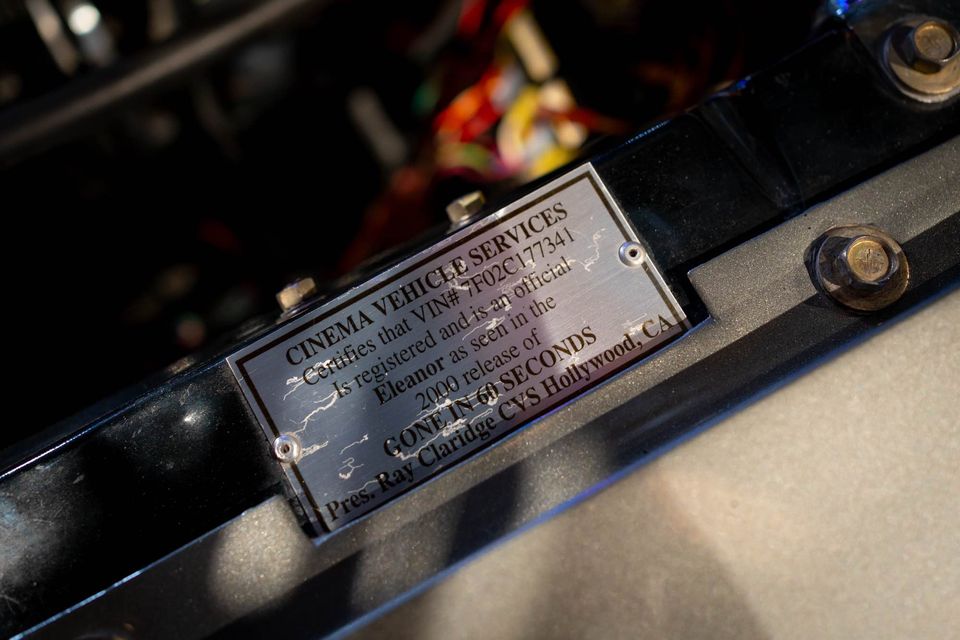 CINEMA VEHICLE SERVICES
Certifies that VIN# 7F02C177341
Is registered and is an official
Eleanor as seen in the
2000 release of
GONE IN 60 SECONDS
Pres. Ray Claridge CVS Hollywood, CA